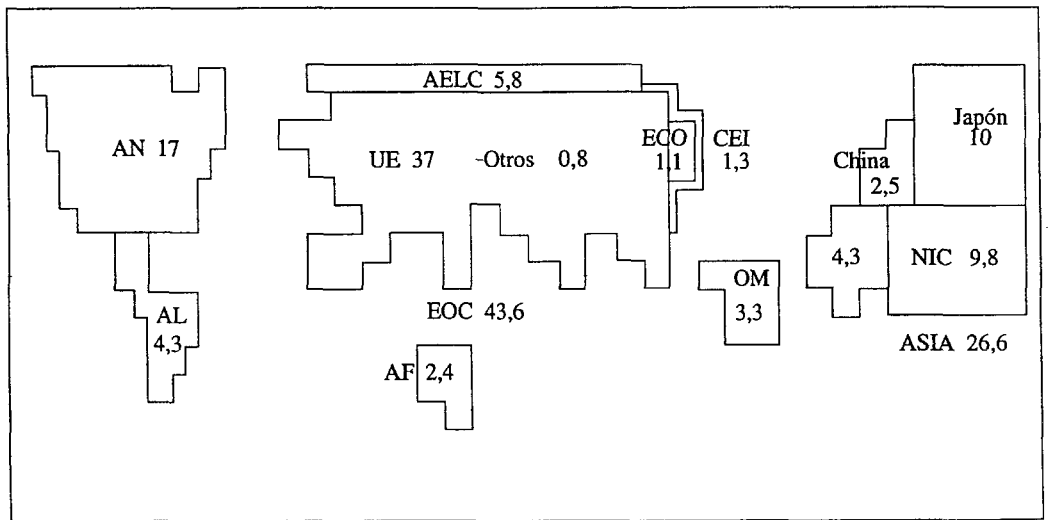 AELC 5,8
AN 17
UE 37 -Otros 0,8
ECO
1,1
CEI
1,3
Japón
10
China
2,5
4,3
NIC 9,8
OM
3,3
AL
4,3
EOC 43,6
ASIA 26,6
AF 2,4